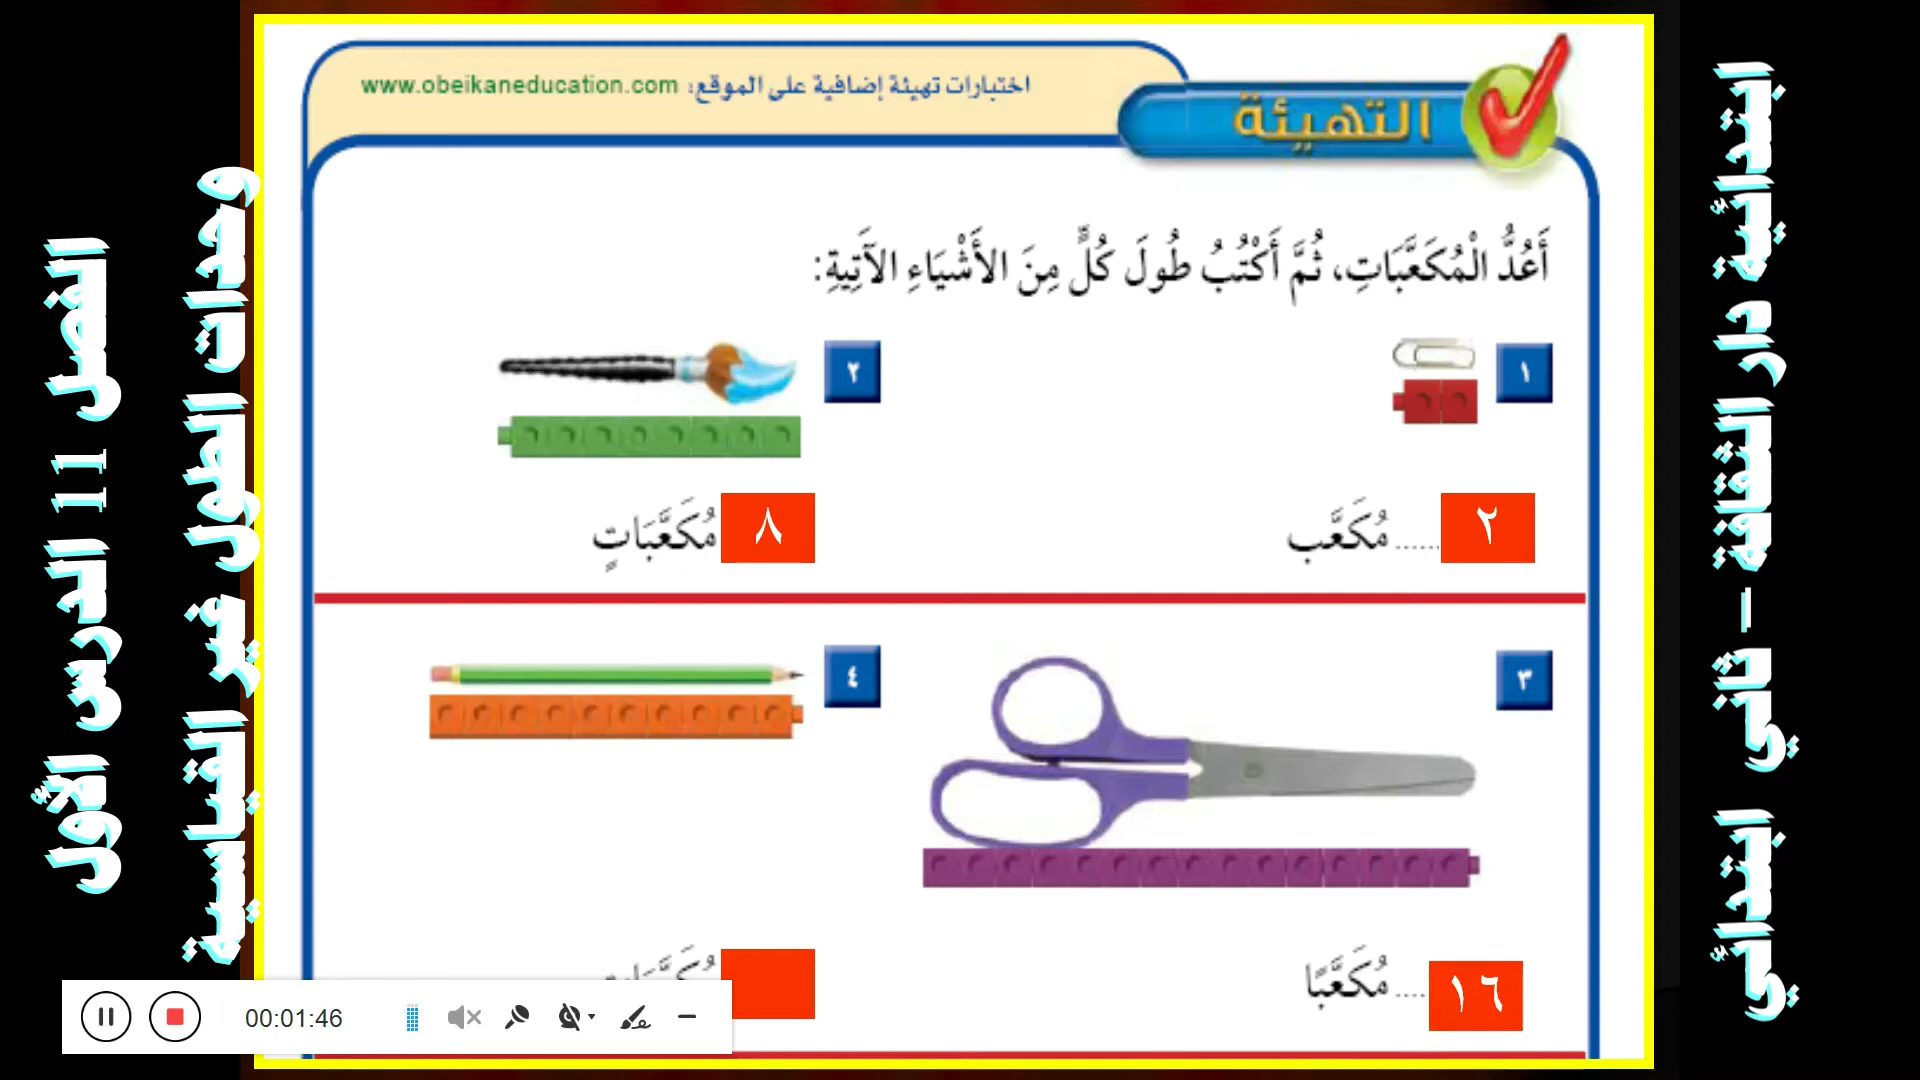 اختبارات تهيئة إضافية على الموقع: www.obeikaneducation.com
التهيئة
أَعُدُّ الْمُكَعَّبَاتِ، ثُمَّ أَكْتُبُ طُولَ كُلٍّ مِنَ الأَشْيَاءِ الآتِيةِ:
١
٢
٢ ...... مُكَعَّب
٨ مُكَعَّبَاتٍ
٣
٤
١٦ .... مُكَعَّبًا
ابتدائية دار الثقافة – ثاني ابتدائي
وحدات الطول غير القياسية
الفصل 11 الدرس الأول
00:01:46